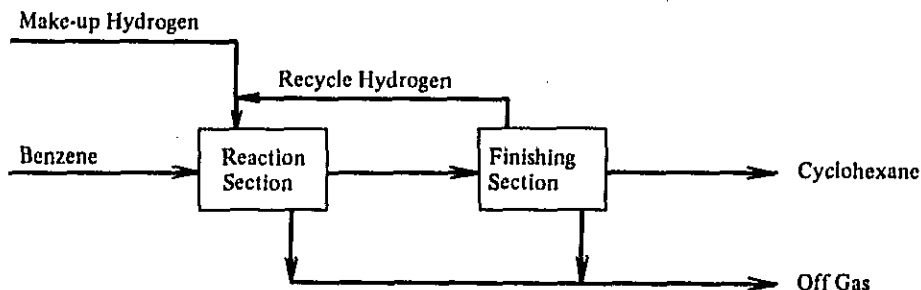 Make-up Hydrogen
Recycle Hydrogen
Benzene
Reaction
Section
Finishing
Section
Cyclohexane
Off Gas